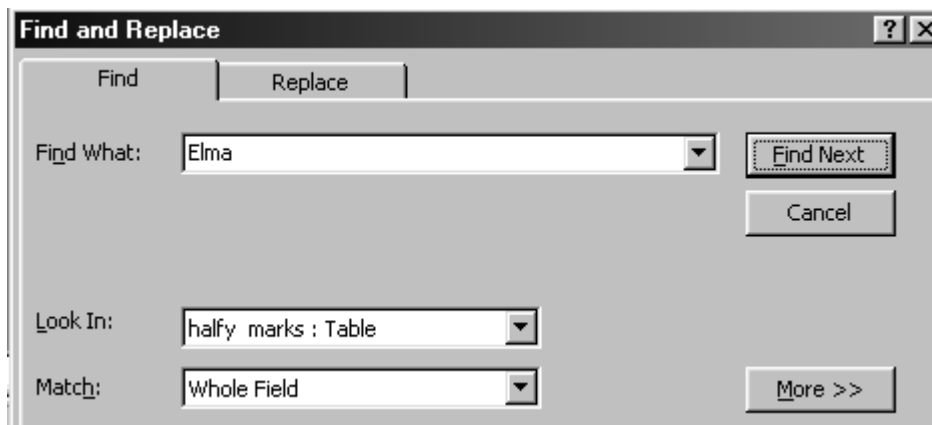 Find and Replace
Find Replace
Find What: Elma Find Next
Cancel
Look In: halfy marks : Table
Match: Whole Field More >>